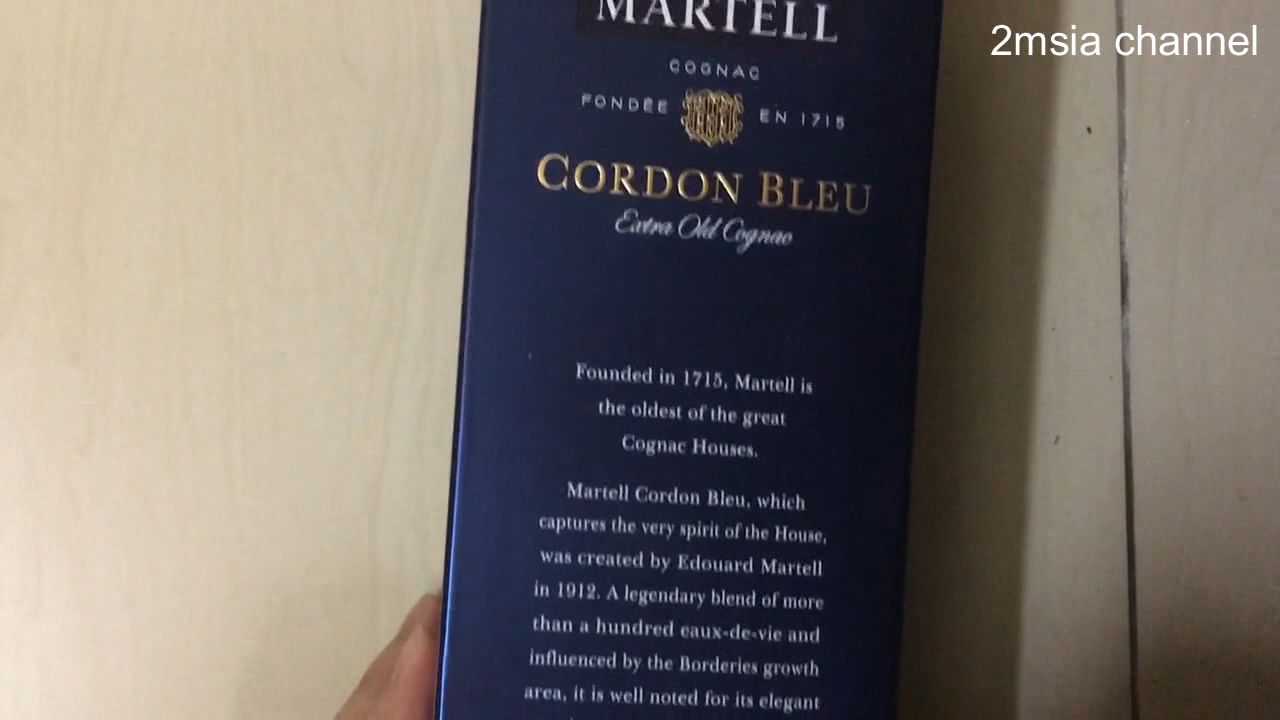 2msia channel
MARTELL
COGNAC
FONDÉE EN 1715
CORDON BLEU
Extra Old Cognac
Founded in 1715, Martell is
the oldest of the great
Cognac Houses.
Martell Cordon Bleu, which
captures the very spirit of the House,
was created by Edouard Martell
in 1912. A legendary blend of more
than a hundred eaux-de-vie and
influenced by the Borderies growth
area, it is well noted for its elegant